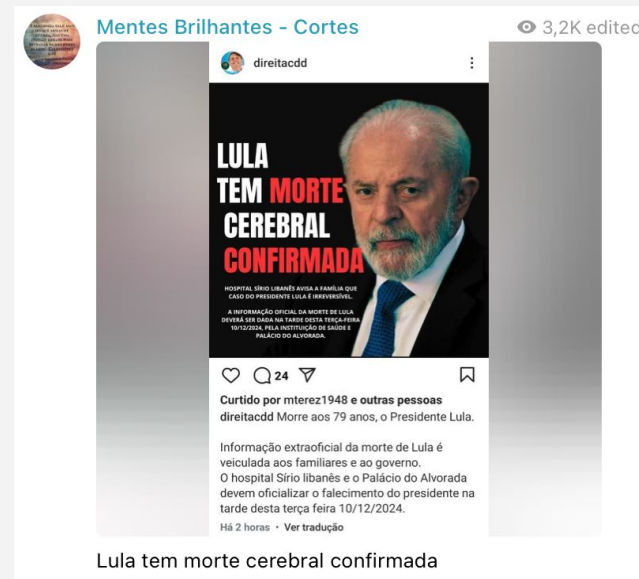 Mentes Brilhantes - Cortes
3,2K edited
direitacdd
LULA
TEM MORTE
CEREBRAL
CONFIRMADA
HOSPITAL SÍRIO LIBANÊS AVISA A FAMÍLIA QUE
CASO DO PRESIDENTE LULA É IRREVERSÍVEL.
A INFORMAÇÃO OFICIAL DA MORTE DE LULA
DEVERÁ SER DADA NA TARDE DESTA TERÇA-FEIRA
10/12/2024, PELA INSTITUIÇÃO DE SAÚDE E
PALÁCIO DO ALVORADA.
24
Curtido por mterez1948 e outras pessoas
direitacdd Morre aos 79 anos, o Presidente Lula.
Informação extraoficial da morte de Lula é
veiculada aos familiares e ao governo.
O hospital Sírio libanês e o Palácio do Alvorada
devem oficializar o falecimento do presidente na
tarde desta terça feira 10/12/2024.
Há 2 horas • Ver tradução
Lula tem morte cerebral confirmada